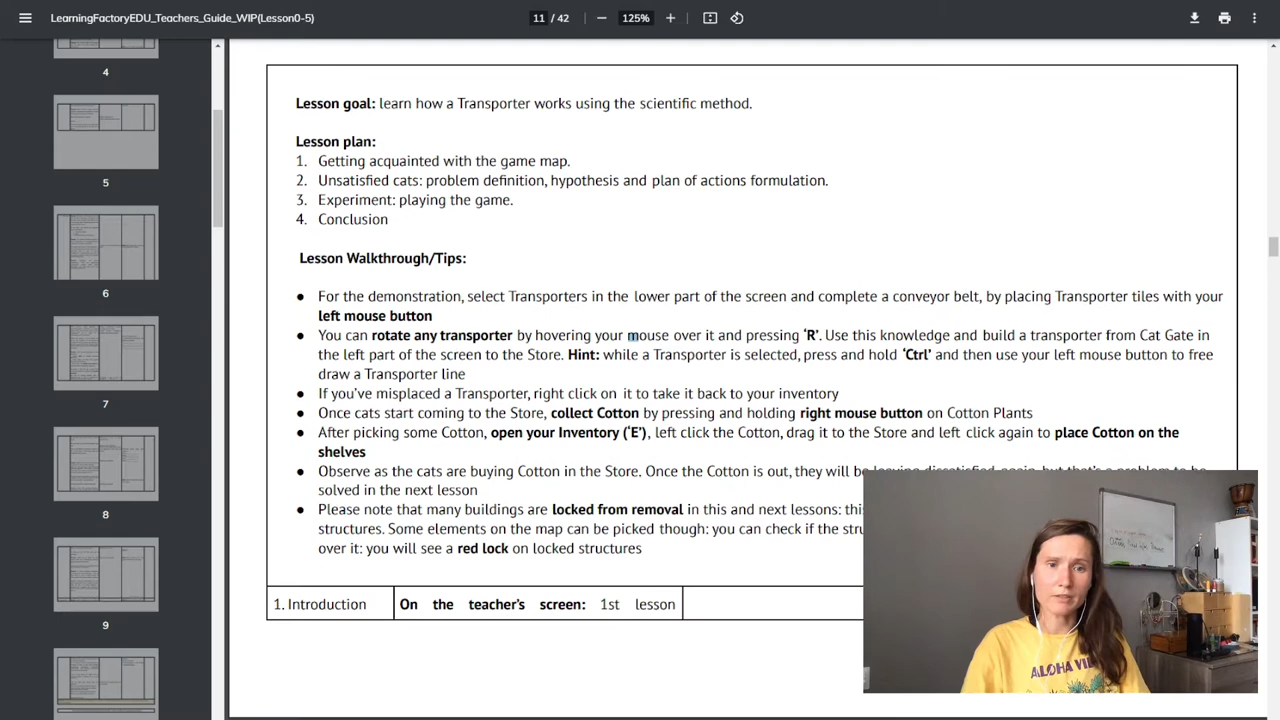 LearningFactoryEDU_Teachers_Guide_WIP(Lesson0-5)
11 / 42
125%
4
5
6
7
8
9
Lesson goal: learn how a Transporter works using the scientific method.
Lesson plan:
1. Getting acquainted with the game map.
2. Unsatisfied cats: problem definition, hypothesis and plan of actions formulation.
3. Experiment: playing the game.
4. Conclusion
Lesson Walkthrough/Tips:
● For the demonstration, select Transporters in the lower part of the screen and complete a conveyor belt, by placing Transporter tiles with your
left mouse button
● You can rotate any transporter by hovering your mouse over it and pressing ‘R’. Use this knowledge and build a transporter from Cat Gate in
the left part of the screen to the Store. Hint: while a Transporter is selected, press and hold ‘Ctrl’ and then use your left mouse button to free
draw a Transporter line
● If you’ve misplaced a Transporter, right click on it to take it back to your inventory
● Once cats start coming to the Store, collect Cotton by pressing and holding right mouse button on Cotton Plants
● After picking some Cotton, open your Inventory (‘E’), left click the Cotton, drag it to the Store and left click again to place Cotton on the
shelves
● Observe as the cats are buying Cotton in the Store. Once the Cotton is out, they will be leaving dissatisfied again, but that’s a problem to be
solved in the next lesson
● Please note that many buildings are locked from removal in this and next lessons: this
structures. Some elements on the map can be picked though: you can check if the
over it: you will see a red lock on locked structures
1. Introduction
On the teacher’s screen: 1st lesson
ALOHA